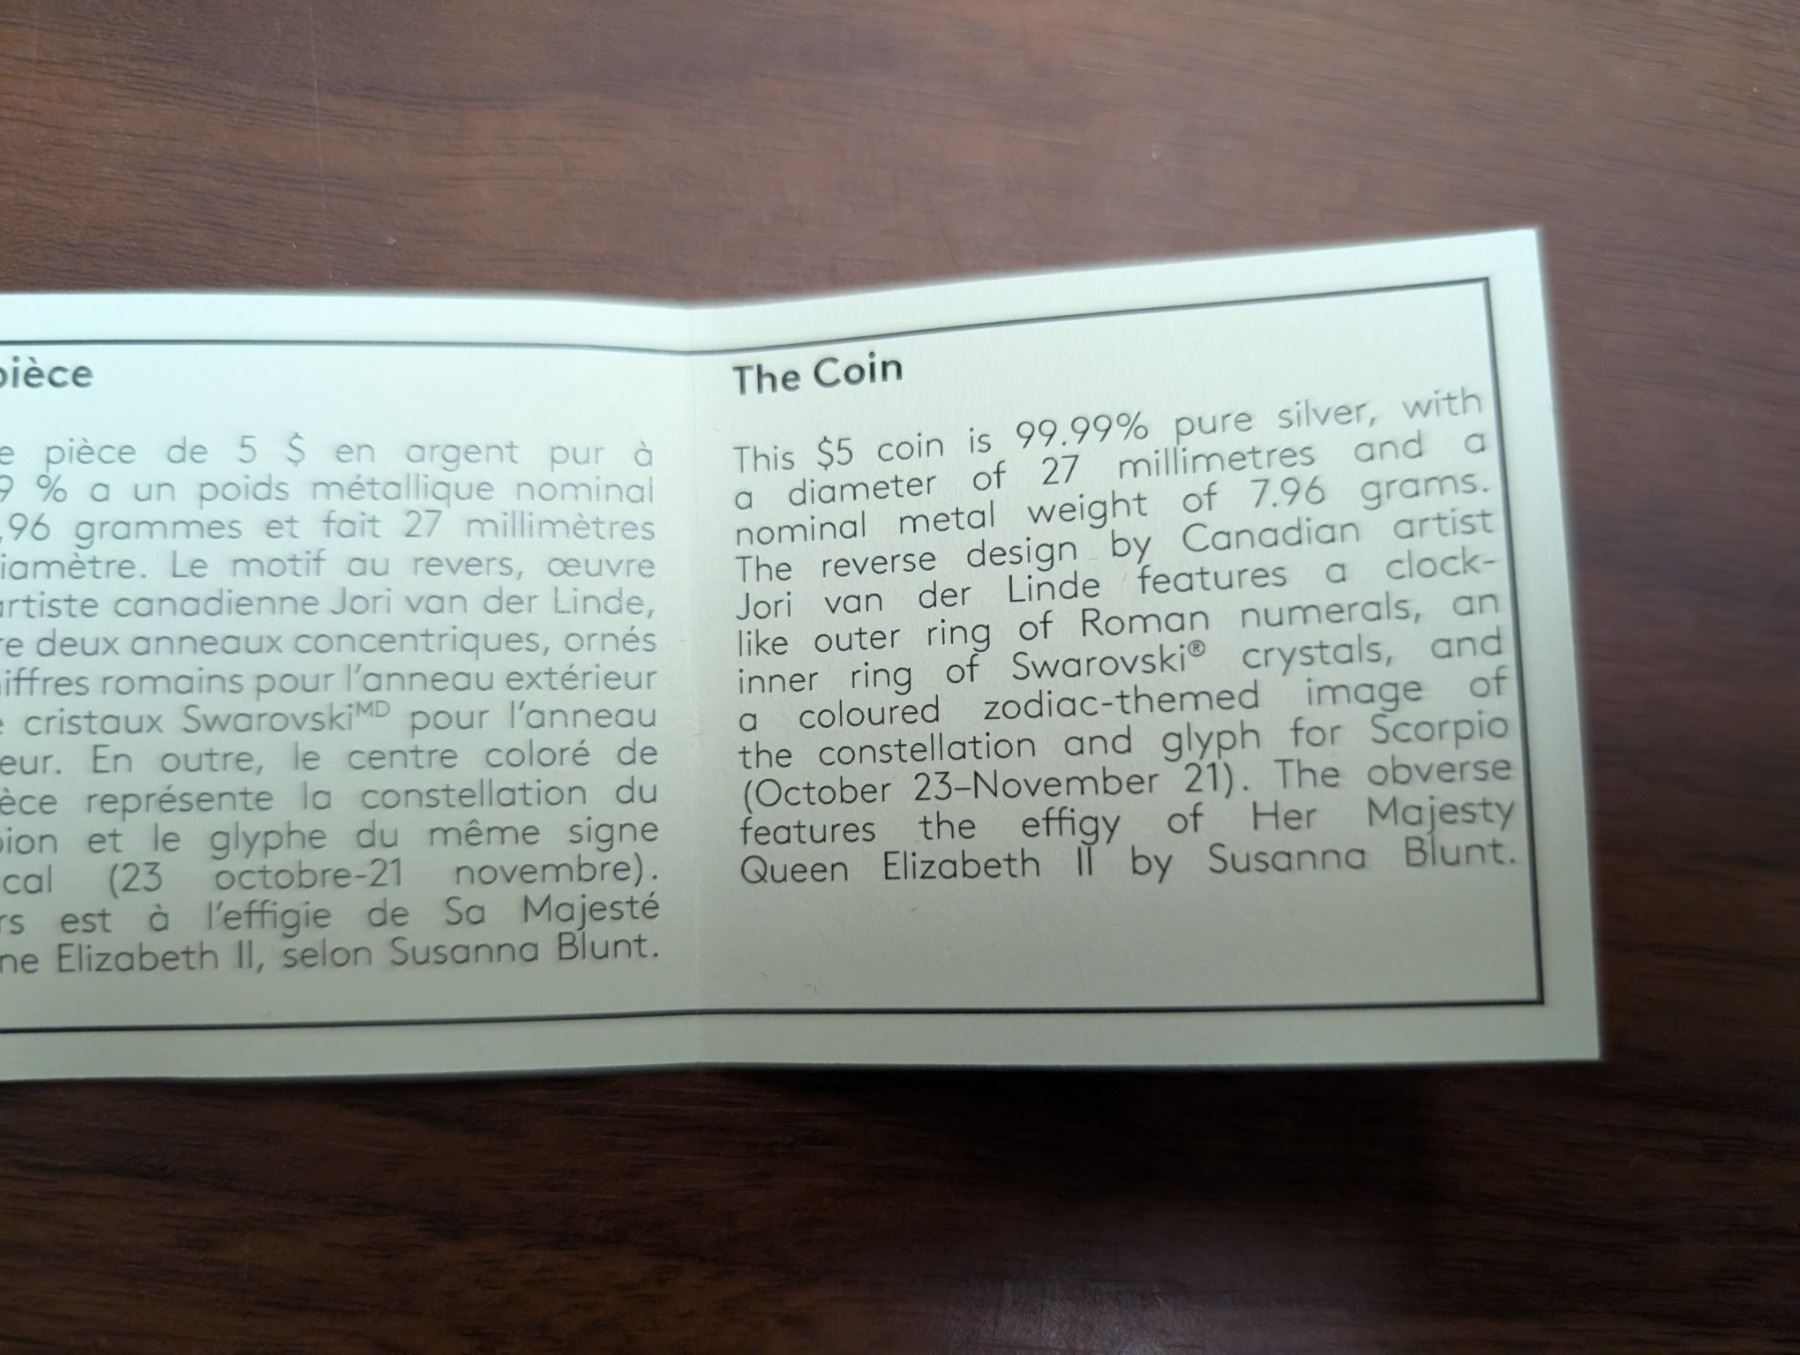 pièce
pièce de 5 $ en argent pur à
9 % a un poids métallique nominal
,96 grammes et fait 27 millimètres
iamètre. Le motif au revers, œuvre
artiste canadienne Jori van der Linde,
re deux anneaux concentriques, ornés
iffres romains pour l'anneau extérieur
cristaux Swarovskiᴹᴰ pour l'anneau
eur. En outre, le centre coloré de
èce représente la constellation du
ion et le glyphe du même signe
cal (23 octobre-21 novembre).
rs est à l'effigie de Sa Majesté
ne Elizabeth II, selon Susanna Blunt.
The Coin
This $5 coin is 99.99% pure silver, with
a diameter of 27 millimetres and a
nominal metal weight of 7.96 grams.
The reverse design by Canadian artist
Jori van der Linde features a clock-
like outer ring of Roman numerals, an
inner ring of Swarovski® crystals, and
a coloured zodiac-themed image of
the constellation and glyph for Scorpio
(October 23–November 21). The obverse
features the effigy of Her Majesty
Queen Elizabeth II by Susanna Blunt.